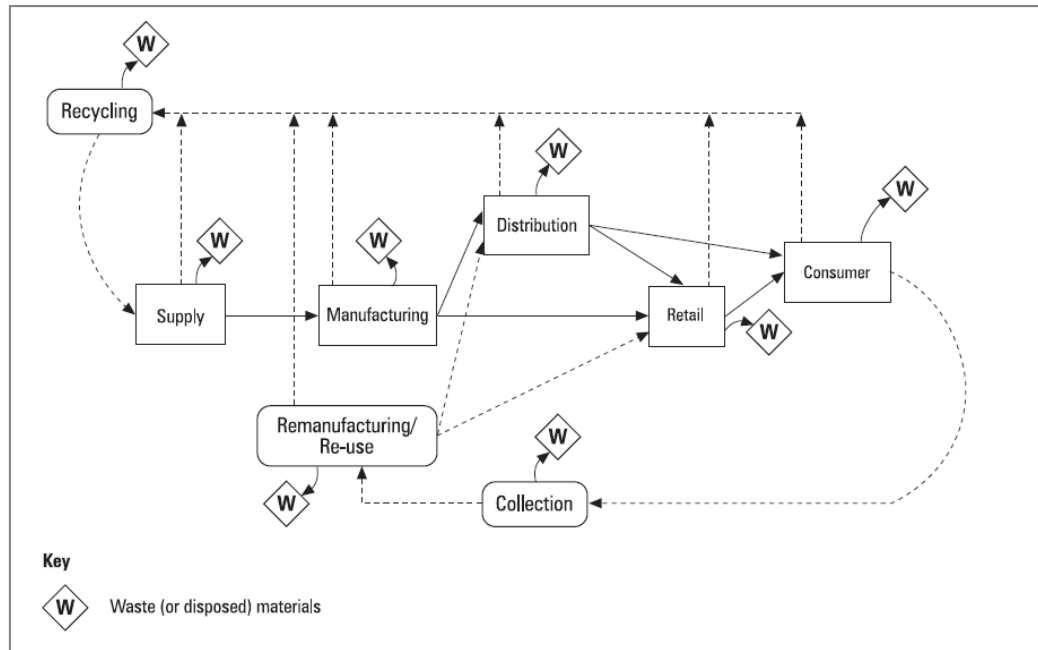 W
Recycling
W
Distribution
W
W
W
Consumer
Supply
Manufacturing
Retail
W
Remanufacturing/
Re-use
W
W
Collection
Key
W Waste (or disposed) materials